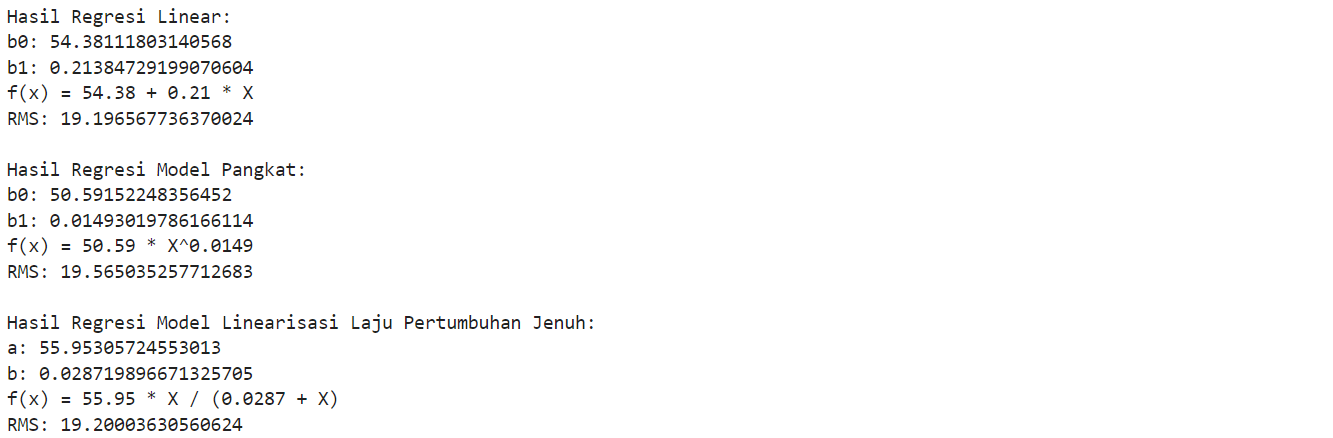 Hasil Regresi Linear:
b0: 54.38111803140568
b1: 0.21384729199070604
f(x) = 54.38 + 0.21 * X
RMS: 19.196567736370024
Hasil Regresi Model Pangkat:
b0: 50.59152248356452
b1: 0.01493019786166114
f(x) = 50.59 * X^0.0149
RMS: 19.565035257712683
Hasil Regresi Model Linearisasi Laju Pertumbuhan Jenuh:
a: 55.95305724553013
b: 0.028719896671325705
f(x) = 55.95 * X / (0.0287 + X)
RMS: 19.20003630560624